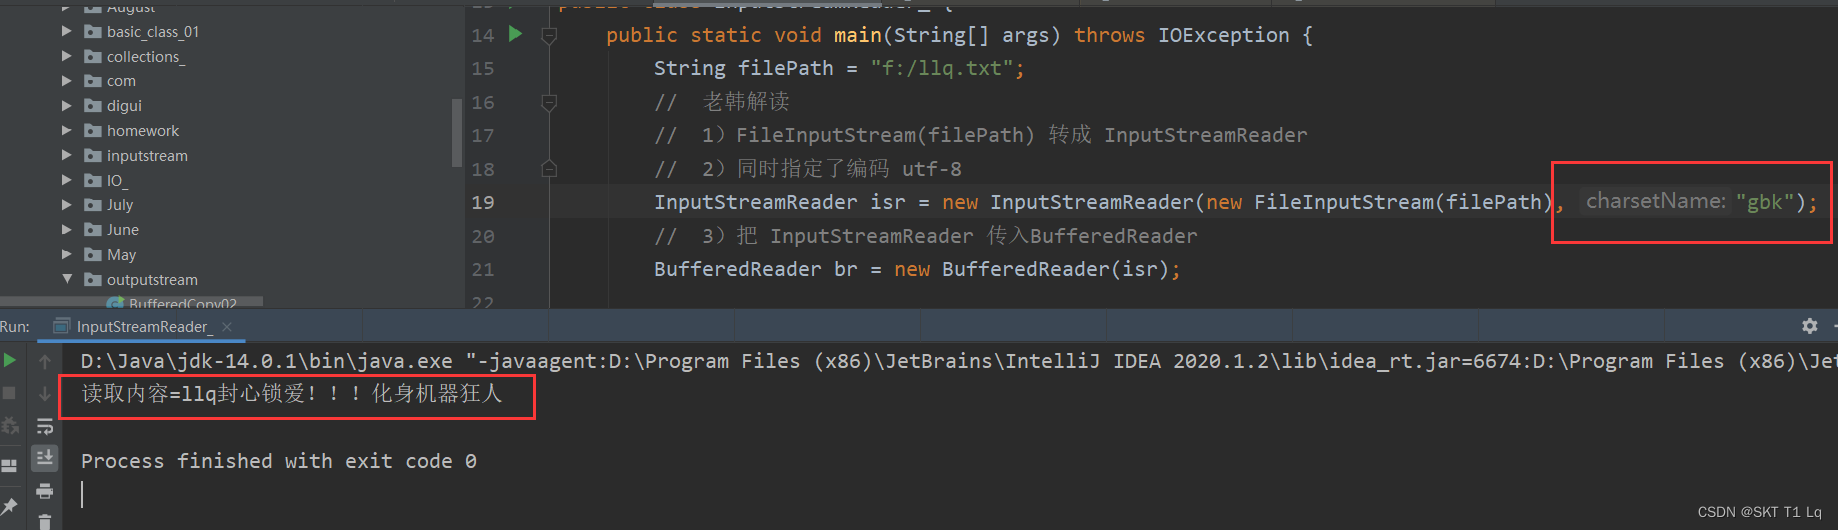 August
basic_class_01
collections_
com
digui
homework
inputstream
IO_
July
June
May
outputstream
BufferedCopy02
14 public static void main(String[] args) throws IOException {
15 String filePath = "f:/llq.txt";
16 // 老韩解读
17 // 1）FileInputStream(filePath) 转成 InputStreamReader
18 // 2）同时指定了编码 utf-8
19 InputStreamReader isr = new InputStreamReader(new FileInputStream(filePath), charsetName: "gbk");
20 // 3）把 InputStreamReader 传入BufferedReader
21 BufferedReader br = new BufferedReader(isr);
22
Run: InputStreamReader_
D:\Java\jdk-14.0.1\bin\java.exe "-javaagent:D:\Program Files (x86)\JetBrains\IntelliJ IDEA 2020.1.2\lib\idea_rt.jar=6674:D:\Program Files (x86)\Jet
读取内容=llq封心锁爱！！！化身机器狂人
Process finished with exit code 0
CSDN @SKT T1 Lq